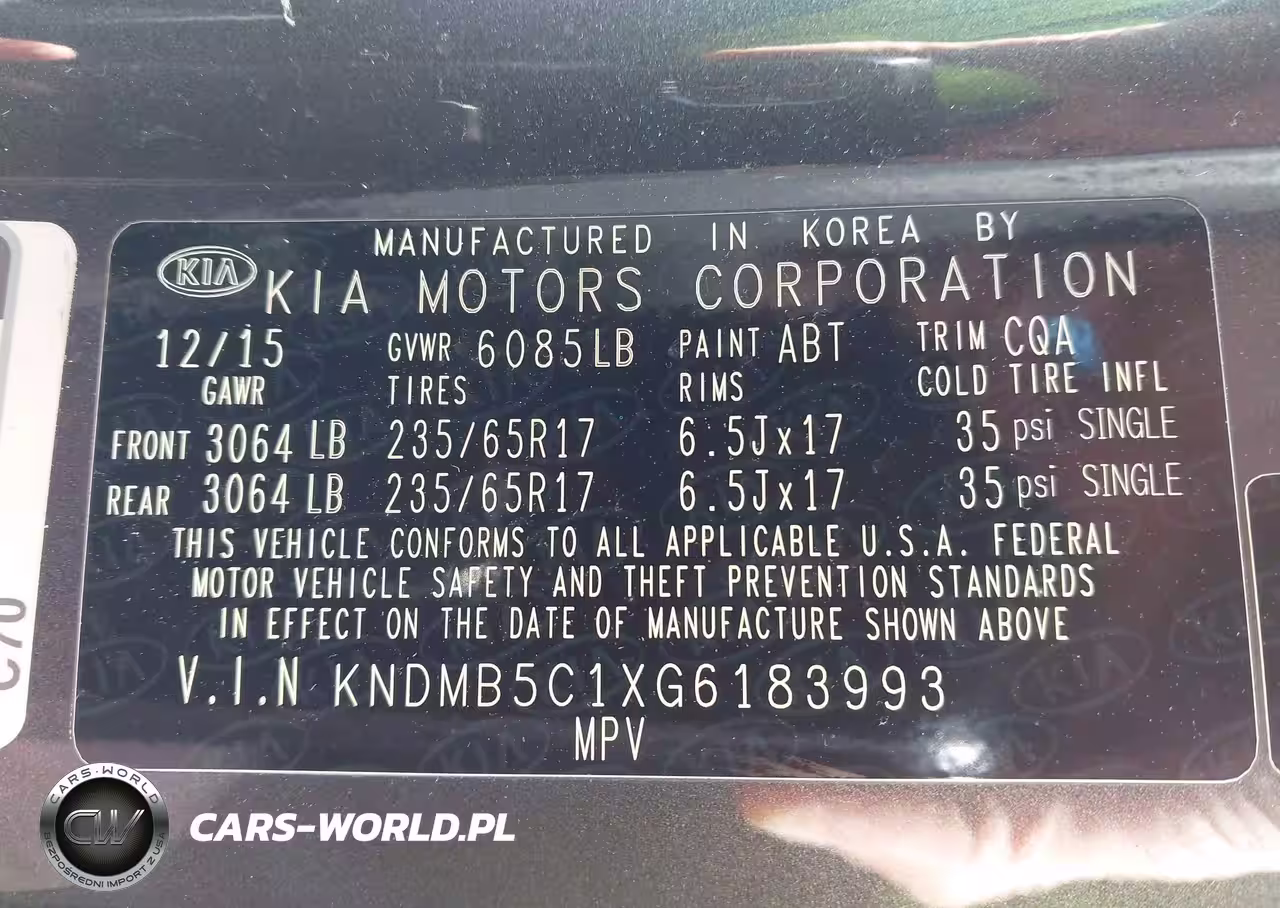 MANUFACTURED IN KOREA BY
KIA KIA MOTORS CORPORATION
12/15 GVWR 6085LB PAINT ABT TRIM CQA
GAWR TIRES RIMS COLD TIRE INFL
FRONT 3064 LB 235/65R17 6.5Jx17 35 psi SINGLE
REAR 3064 LB 235/65R17 6.5Jx17 35 psi SINGLE
THIS VEHICLE CONFORMS TO ALL APPLICABLE U.S.A. FEDERAL
MOTOR VEHICLE SAFETY AND THEFT PREVENTION STANDARDS
IN EFFECT ON THE DATE OF MANUFACTURE SHOWN ABOVE
V.I.N KNDMB5C1XG6183993
MPV
CARS-WORLD
CW
BEZPOŚREDNI IMPORT Z USA
CARS-WORLD.PL